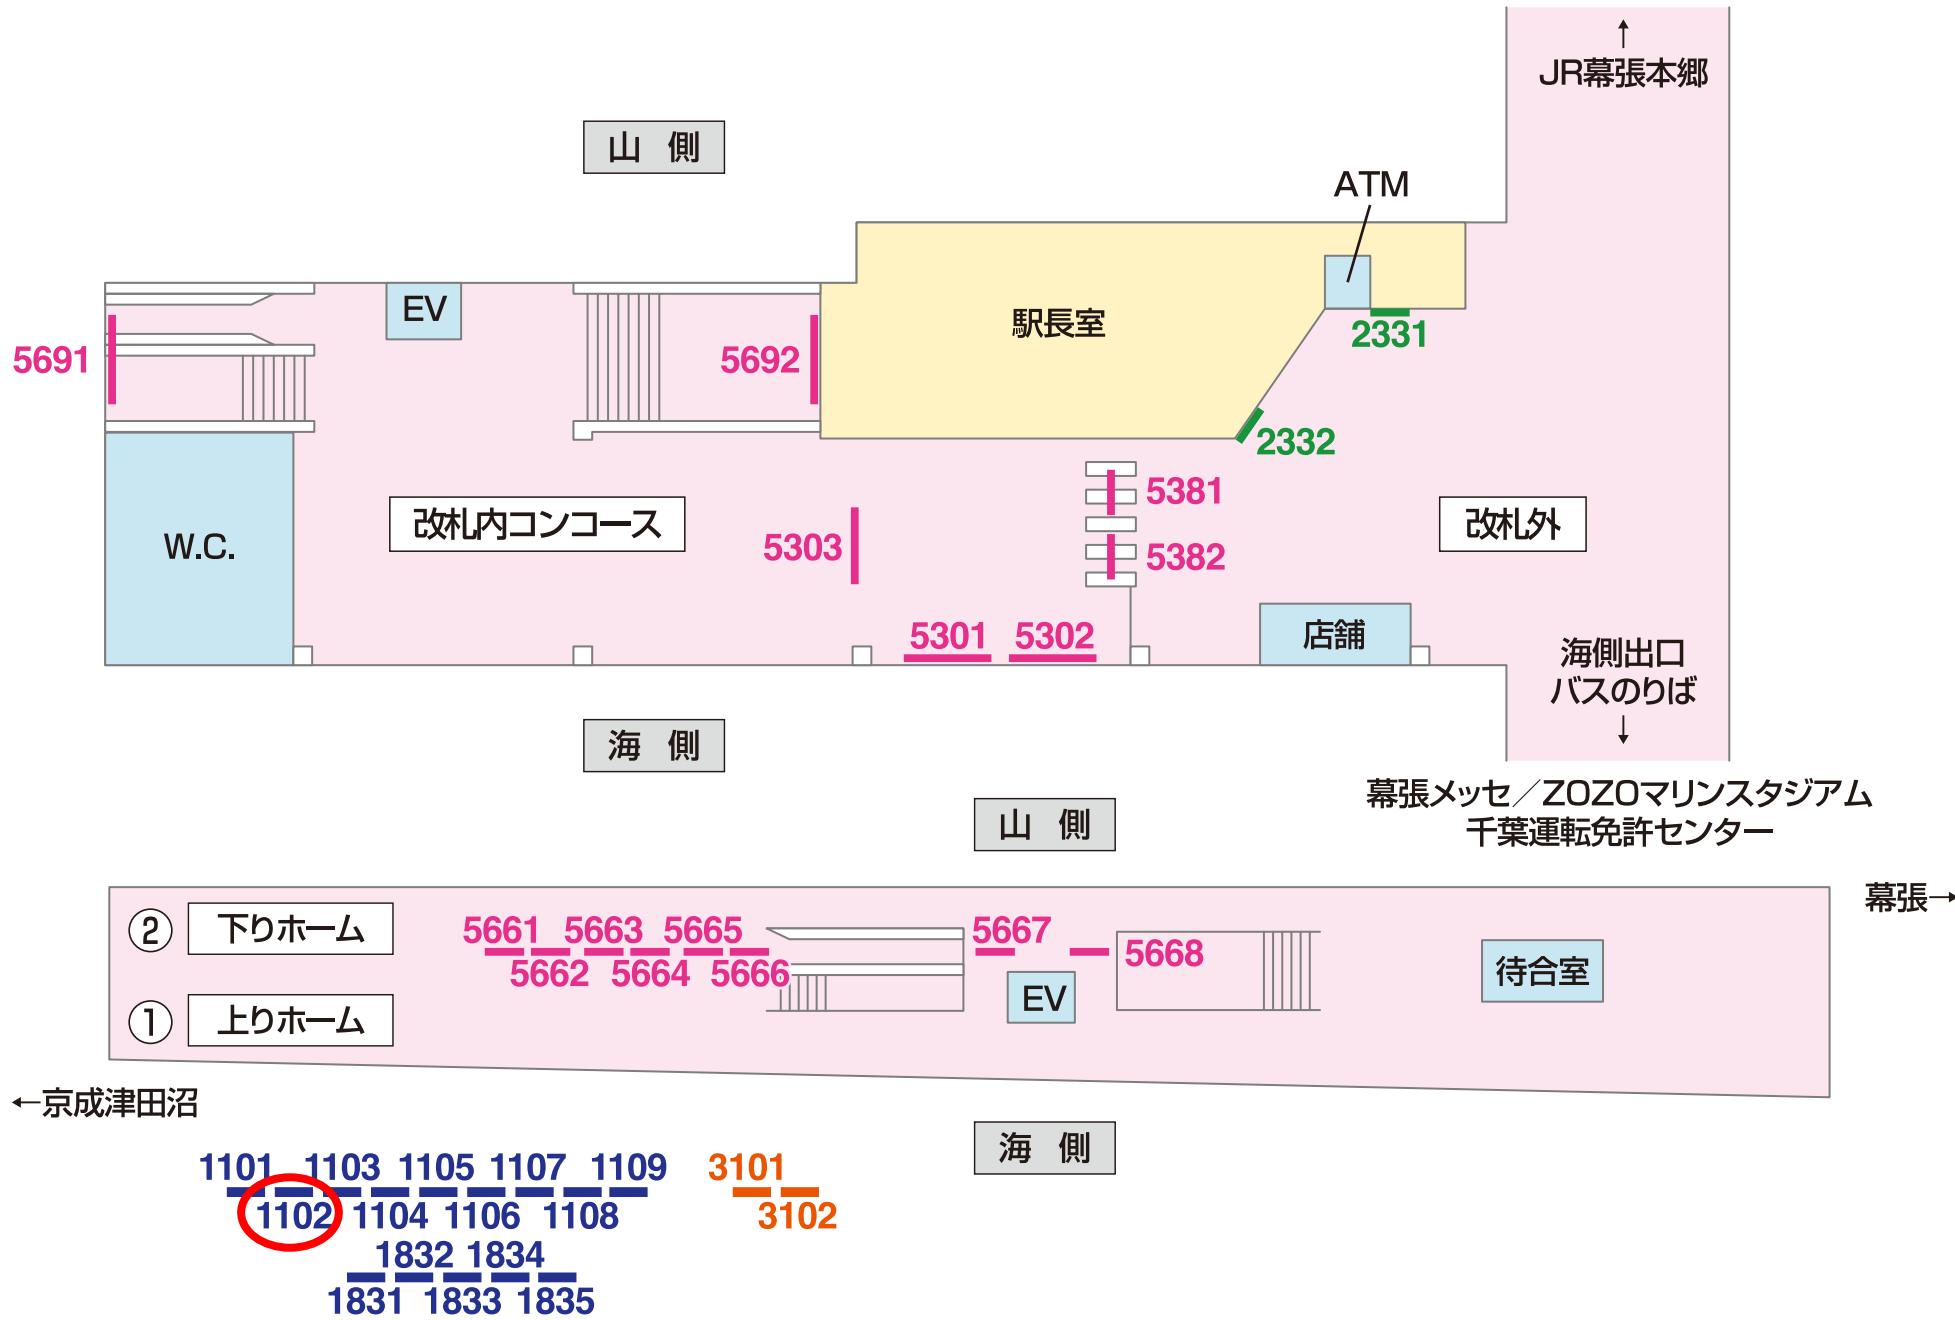 ↑
JR幕張本郷
山 側
ATM
EV
駅長室
2331
5691
5692
2332
5381
改札内コンコース
改札外
W.C.
5303
5382
5301
5302
店舗
海側出口
バスのりば
↓
海 側
幕張メッセ／ZOZOマリンスタジアム
千葉運転免許センター
山 側
幕張→
② 下りホーム
5661 5663 5665
5662 5664 5666
5667
5668
EV
待合室
① 上りホーム
←京成津田沼
海 側
1101 1103 1105 1107 1109
1102 1104 1106 1108
3101
3102
1832 1834
1831 1833 1835